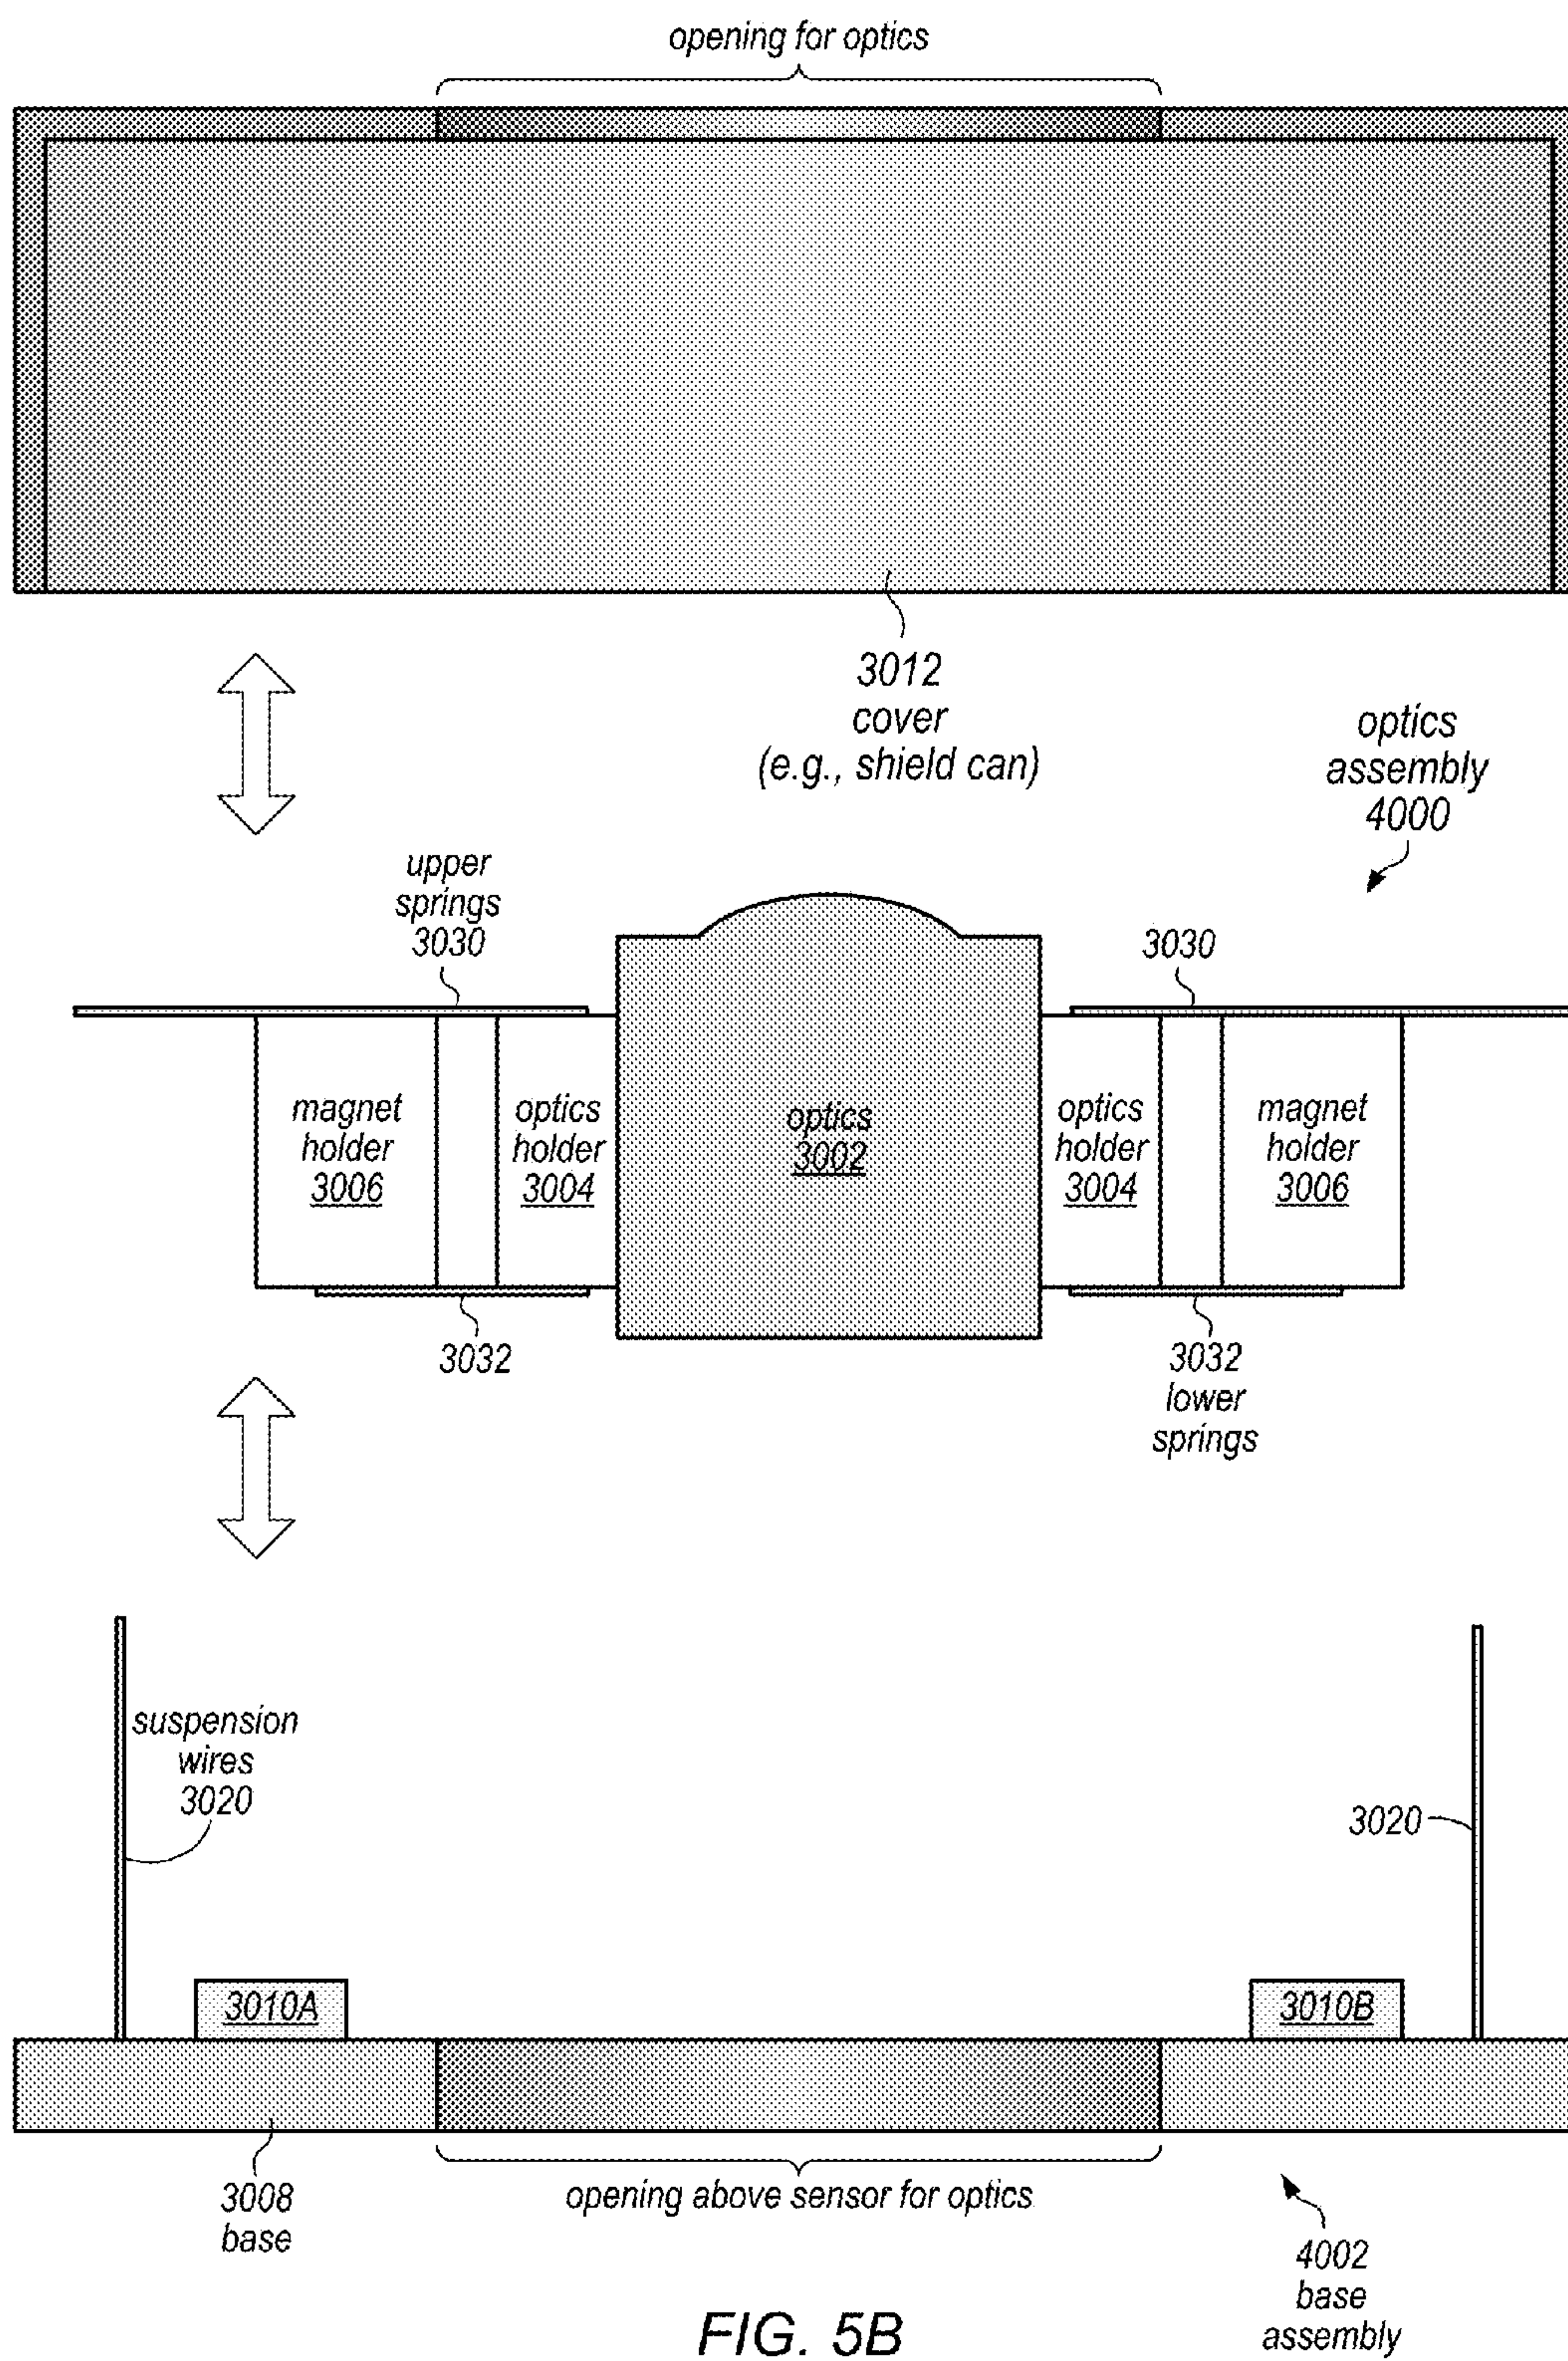 opening for optics
3012
cover
(e.g., shield can)
optics
assembly
4000
upper
springs
3030
3030
magnet
holder
3006
optics
holder
3004
optics
3002
optics
holder
3004
magnet
holder
3006
3032
3032
lower
springs
suspension
wires
3020
3020
3010A
3010B
3008
base
opening above sensor for optics
4002
base
assembly
FIG. 5B